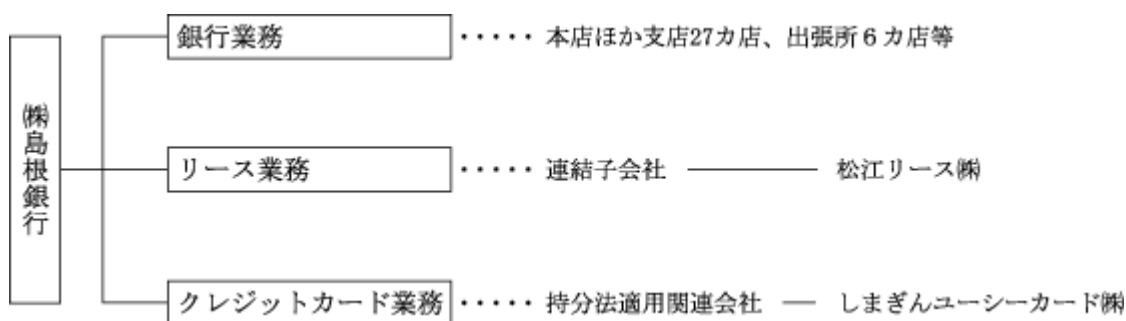 ㈱島根銀行
銀行業務 ····· 本店ほか支店27カ店、出張所6カ店等
リース業務 ····· 連結子会社 松江リース㈱
クレジットカード業務 ····· 持分法適用関連会社 しまぎんユーシーカード㈱